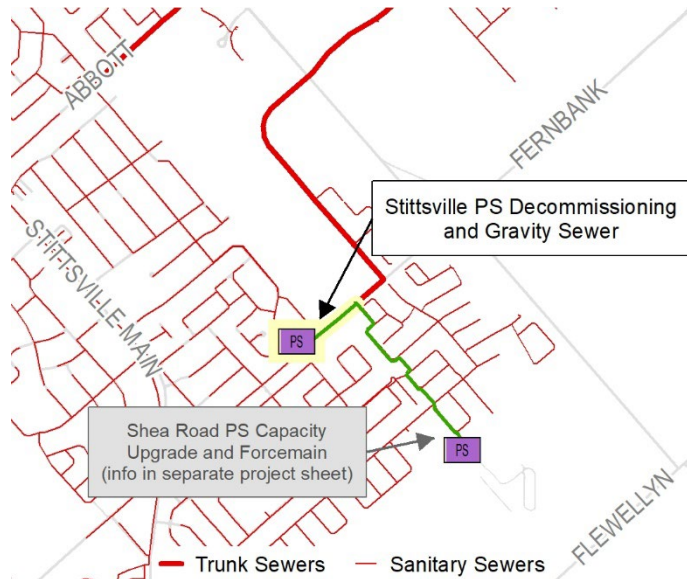 ABBOTT
FERNBANK
Stittsville PS Decommissioning
and Gravity Sewer
STITTSVILLE-MAIN
PS
Shea Road PS Capacity
Upgrade and Forcemain
(info in separate project sheet)
PS
FLEWELLYN
Trunk Sewers
Sanitary Sewers